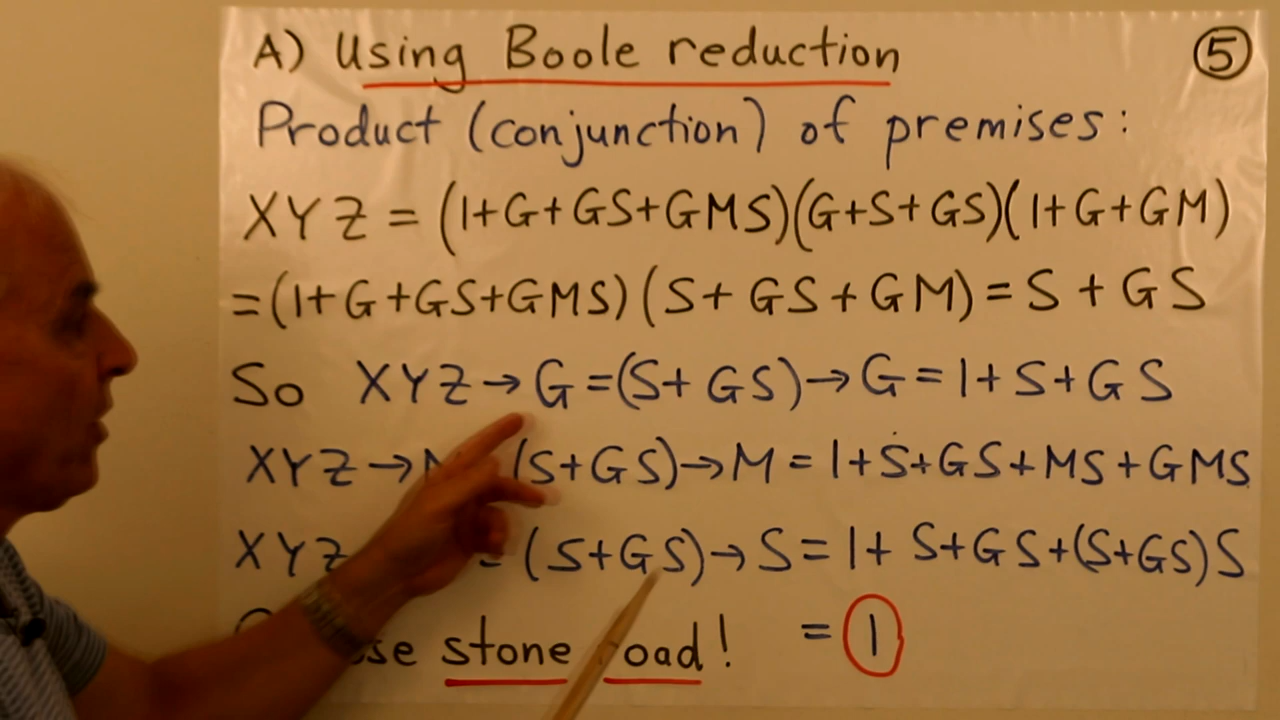 A) Using Boole reduction ⑤
Product (conjunction) of premises:
XYZ = (1+G+GS+GMS)(G+S+GS)(1+G+GM)
=(1+G+GS+GMS)(S+GS+GM)=S+GS
So XYZ→G=(S+GS)→G=1+S+GS
XYZ→ (S+GS)→M=1+S+GS+MS+GMS
XYZ = (S+GS)→S=1+S+GS+(S+GS)S
stone = 1